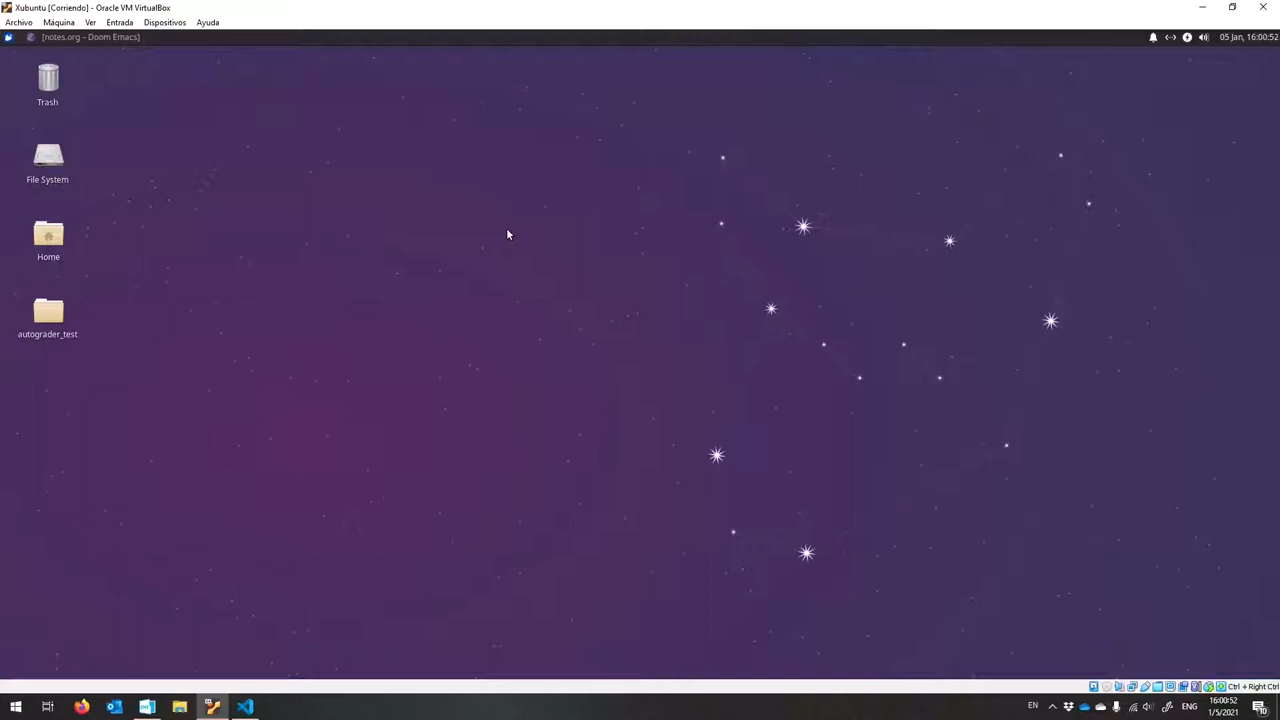 Xubuntu [Corriendo] - Oracle VM VirtualBox
Archivo Máquina Ver Entrada Dispositivos Ayuda
[notes.org – Doom Emacs] 05 Jan, 16:00:52
Trash
File System
Home
autograder_test
Ctrl + Right Ctrl
EN ENG 16:00:52
1/5/2021 10